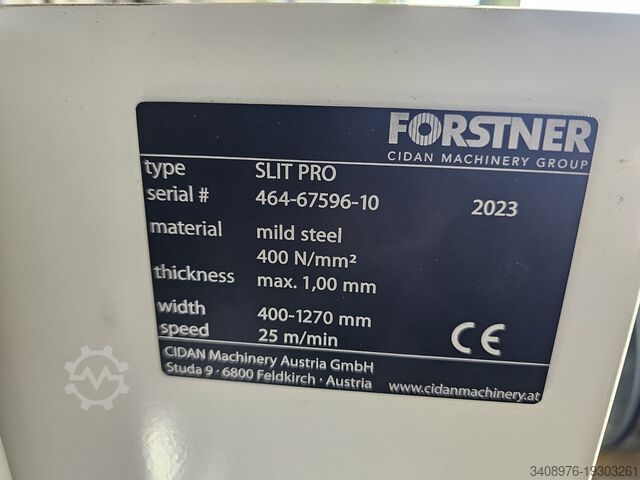 FORSTNER
CIDAN MACHINERY GROUP
type SLIT PRO
serial # 464-67596-10 2023
material mild steel
400 N/mm²
thickness max. 1,00 mm
width 400-1270 mm
speed 25 m/min
CE
CIDAN Machinery Austria GmbH
Studa 9 · 6800 Feldkirch · Austria www.cidanmachinery.at
3408976-19303261